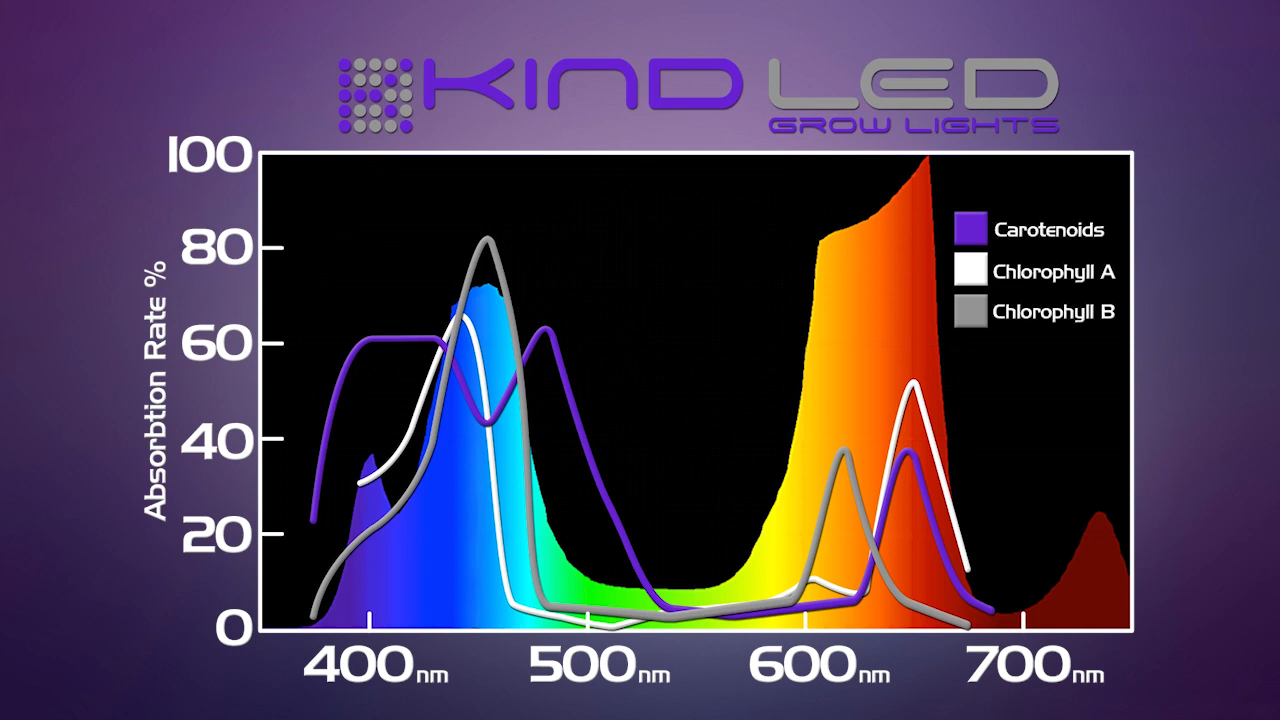 KIND LED
GROW LIGHTS
Absorbtion Rate %
100
80
60
40
20
0
Carotenoids
Chlorophyll A
Chlorophyll B
400nm 500nm 600nm 700nm